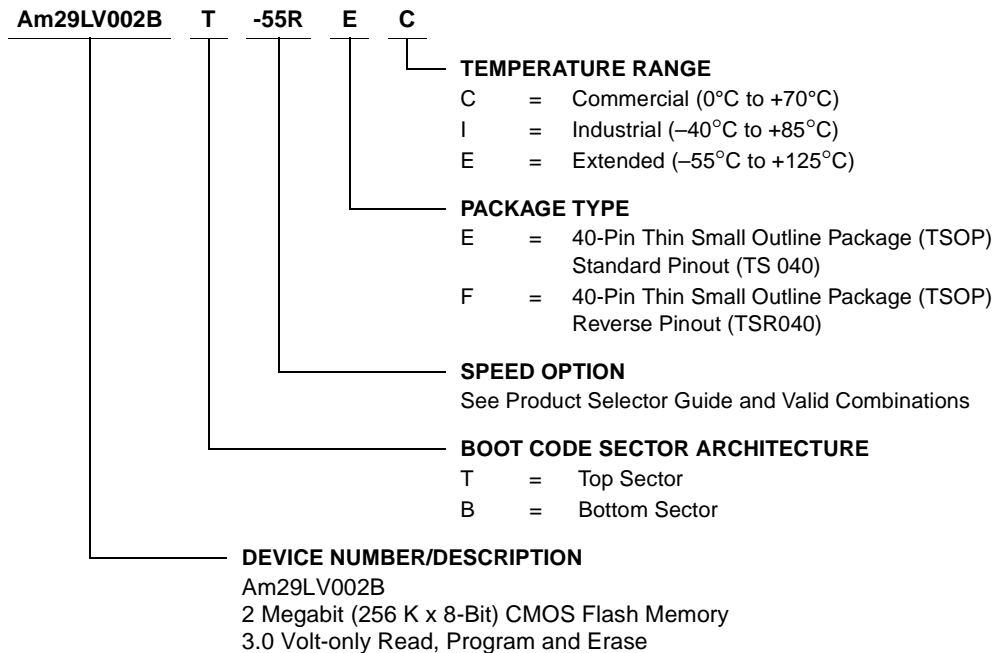 Am29LV002B T -55R E C
TEMPERATURE RANGE
C = Commercial (0°C to +70°C)
I = Industrial (–40°C to +85°C)
E = Extended (–55°C to +125°C)
PACKAGE TYPE
E = 40-Pin Thin Small Outline Package (TSOP)
Standard Pinout (TS 040)
F = 40-Pin Thin Small Outline Package (TSOP)
Reverse Pinout (TSR040)
SPEED OPTION
See Product Selector Guide and Valid Combinations
BOOT CODE SECTOR ARCHITECTURE
T = Top Sector
B = Bottom Sector
DEVICE NUMBER/DESCRIPTION
Am29LV002B
2 Megabit (256 K x 8-Bit) CMOS Flash Memory
3.0 Volt-only Read, Program and Erase